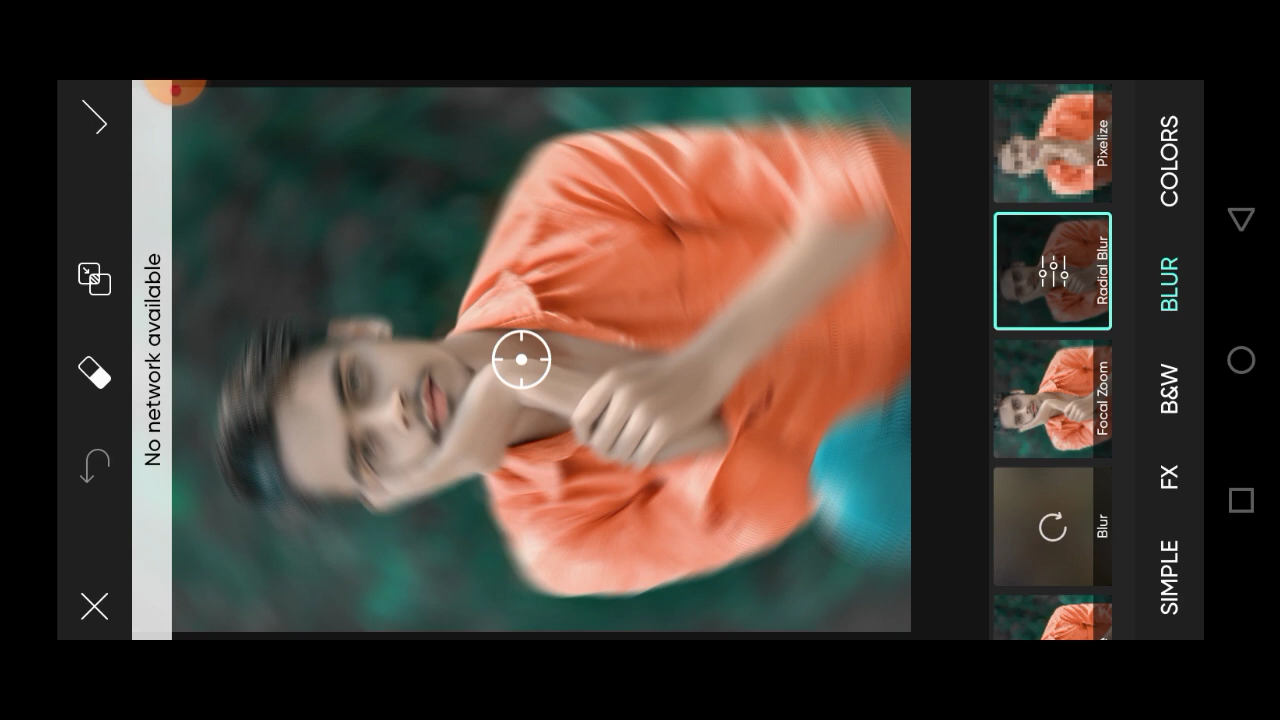 No network available
Blur
Focal Zoom
Radial Blur
Pixelize
SIMPLE
FX
B&W
BLUR
COLORS